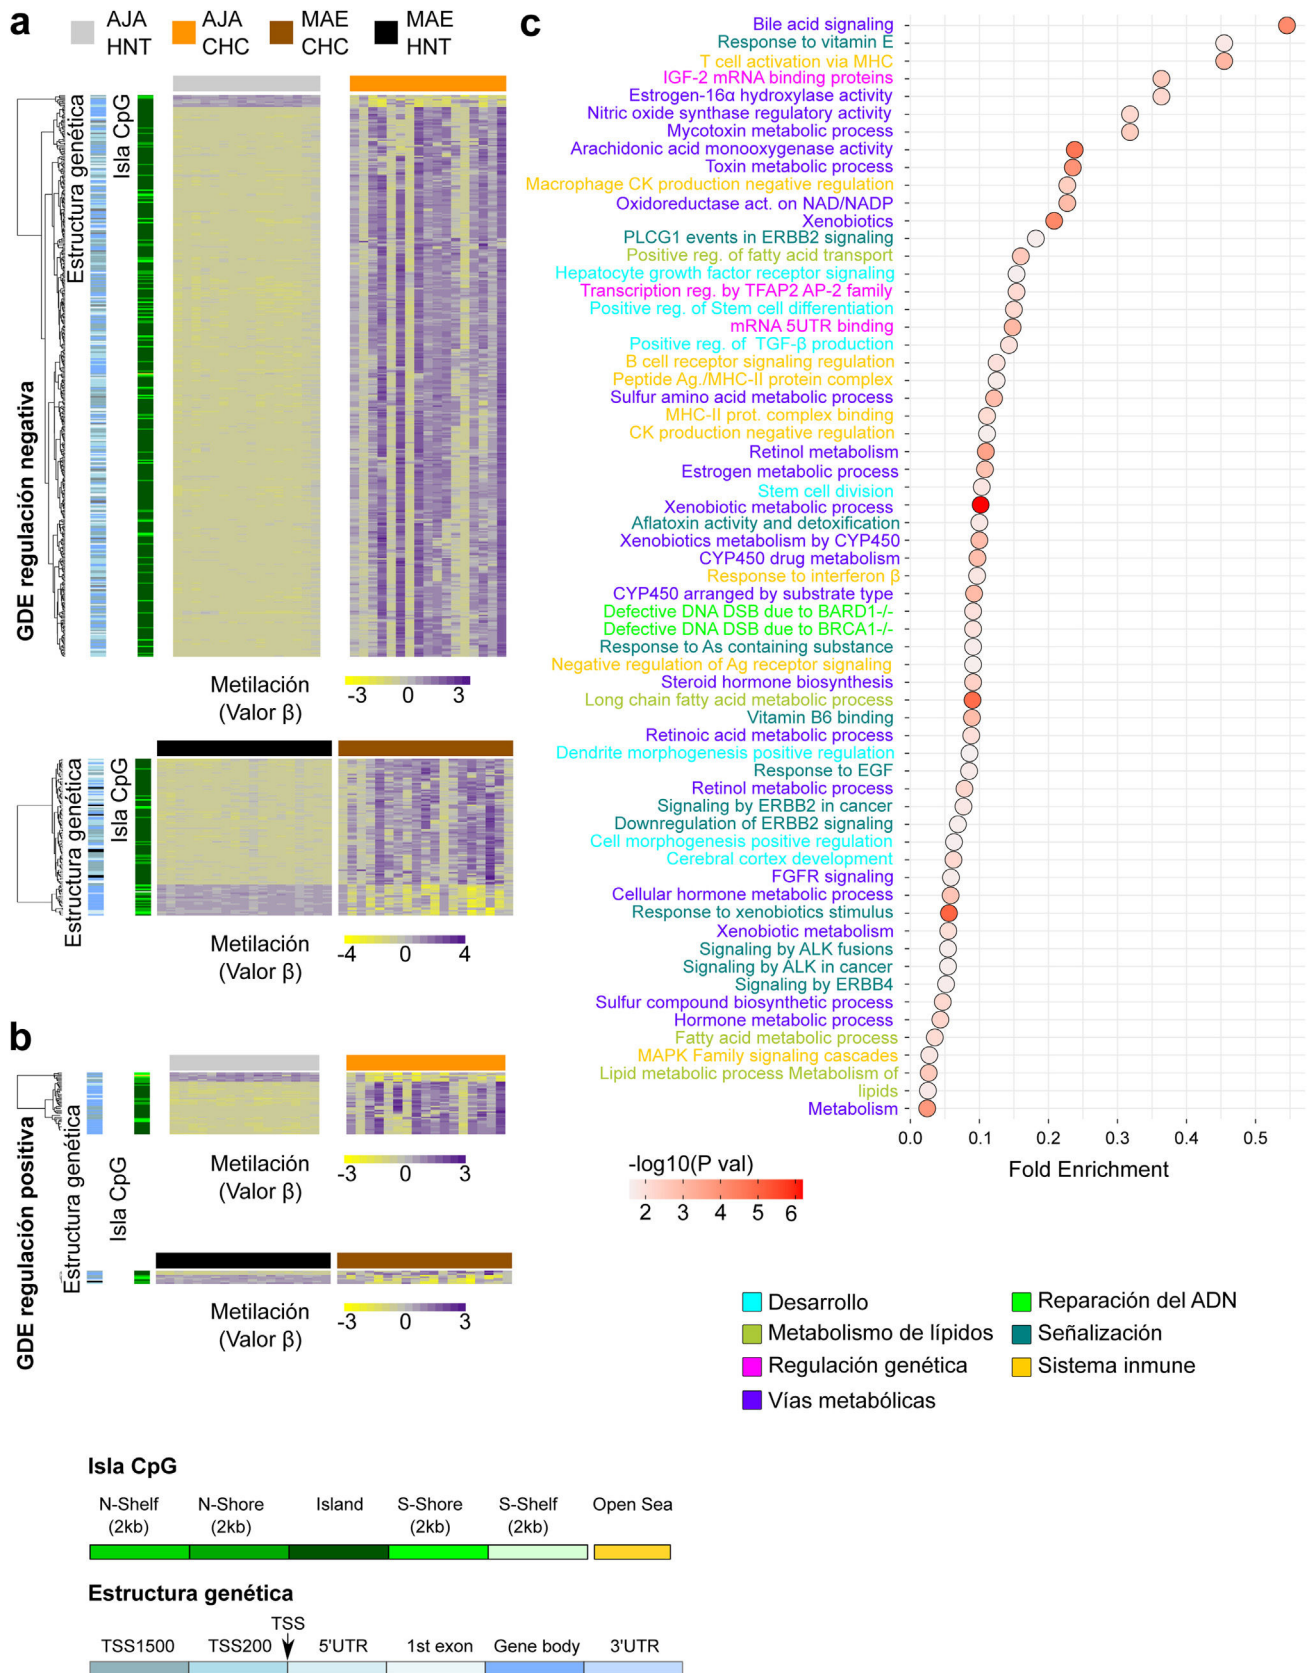 a
AJA
HNT
AJA
CHC
MAE
CHC
MAE
HNT
GDE regulación negativa
Estructura genética
Isla CpG
Metilación
(Valor β)
-3 0 3
Estructura genética
Isla CpG
Metilación
(Valor β)
-4 0 4
b
GDE regulación positiva
Estructura genética
Isla CpG
Metilación
(Valor β)
-3 0 3
Metilación
(Valor β)
-3 0 3
c
Bile acid signaling
Response to vitamin E
T cell activation via MHC
IGF-2 mRNA binding proteins
Estrogen-16α hydroxylase activity
Nitric oxide synthase regulatory activity
Mycotoxin metabolic process
Arachidonic acid monooxygenase activity
Toxin metabolic process
Macrophage CK production negative regulation
Oxidoreductase act. on NAD/NADP
Xenobiotics
PLCG1 events in ERBB2 signaling
Positive reg. of fatty acid transport
Hepatocyte growth factor receptor signaling
Transcription reg. by TFAP2 AP-2 family
Positive reg. of Stem cell differentiation
mRNA 5UTR binding
Positive reg. of TGF-β production
B cell receptor signaling regulation
Peptide Ag./MHC-II protein complex
Sulfur amino acid metabolic process
MHC-II prot. complex binding
CK production negative regulation
Retinol metabolism
Estrogen metabolic process
Stem cell division
Xenobiotic metabolic process
Aflatoxin activity and detoxification
Xenobiotics metabolism by CYP450
CYP450 drug metabolism
Response to interferon β
CYP450 arranged by substrate type
Defective DNA DSB due to BARD1-/-
Defective DNA DSB due to BRCA1-/-
Response to As containing substance
Negative regulation of Ag receptor signaling
Steroid hormone biosynthesis
Long chain fatty acid metabolic process
Vitamin B6 binding
Retinoic acid metabolic process
Dendrite morphogenesis positive regulation
Response to EGF
Retinol metabolic process
Signaling by ERBB2 in cancer
Downregulation of ERBB2 signaling
Cell morphogenesis positive regulation
Cerebral cortex development
FGFR signaling
Cellular hormone metabolic process
Response to xenobiotics stimulus
Xenobiotic metabolism
Signaling by ALK fusions
Signaling by ALK in cancer
Signaling by ERBB4
Sulfur compound biosynthetic process
Hormone metabolic process
Fatty acid metabolic process
MAPK Family signaling cascades
Lipid metabolic process Metabolism of
lipids
Metabolism
0.0 0.1 0.2 0.3 0.4 0.5
Fold Enrichment
-log10(P val)
2 3 4 5 6
Desarrollo
Metabolismo de lípidos
Regulación genética
Vías metabólicas
Reparación del ADN
Señalización
Sistema inmune
Isla CpG
N-Shelf
(2kb)
N-Shore
(2kb)
Island
S-Shore
(2kb)
S-Shelf
(2kb)
Open Sea
Estructura genética
TSS
TSS1500 TSS200 5'UTR 1st exon Gene body 3'UTR